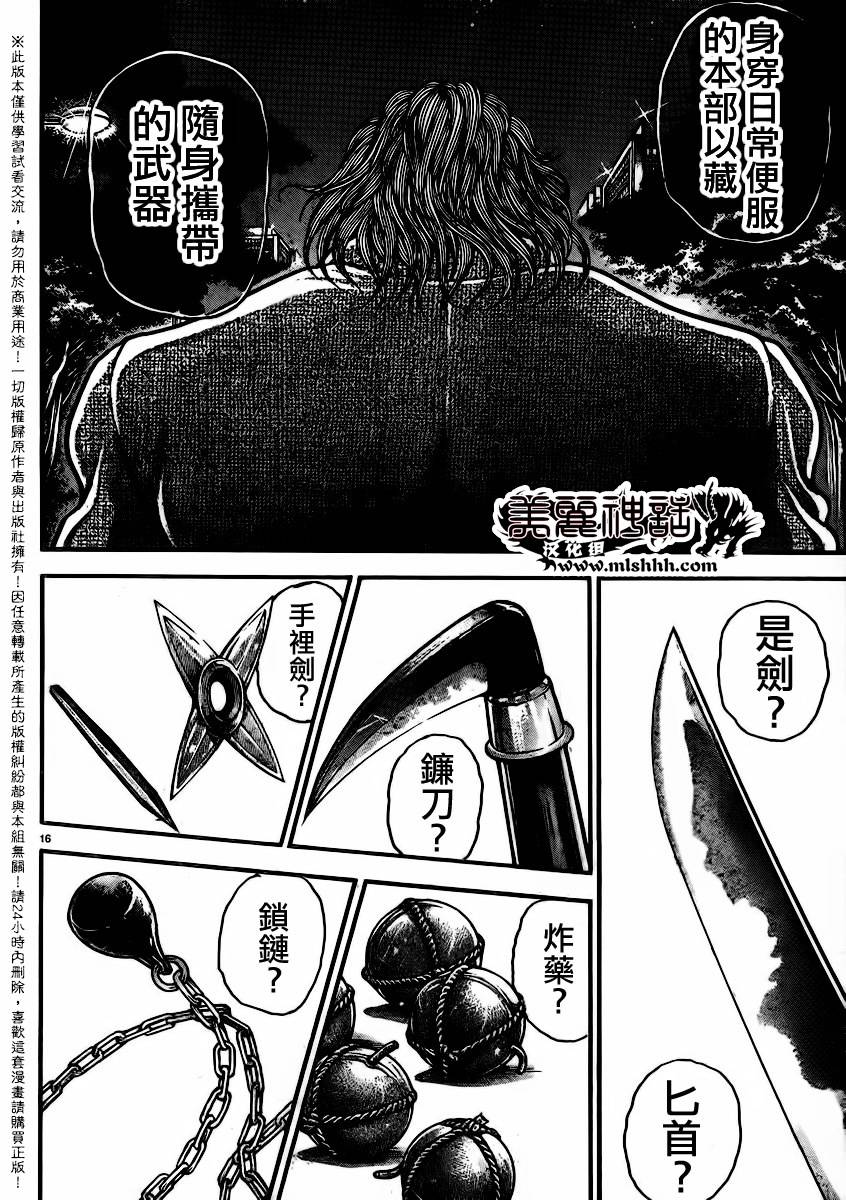 身穿日常便服
的本部以藏
隨身攜帶
的武器
美麗神話
汉化组
www.mlshhh.com
是劍？
匕首？
鐮刀？
手裡劍？
炸藥？
鎖鏈？
16
※此版本僅供學習試看交流，請勿用於商業用途！一切版權歸原作者與出版社擁有！因任意轉載所產生的版權糾紛都與本組無關！請24小時內刪除，喜歡這套漫畫請購買正版！